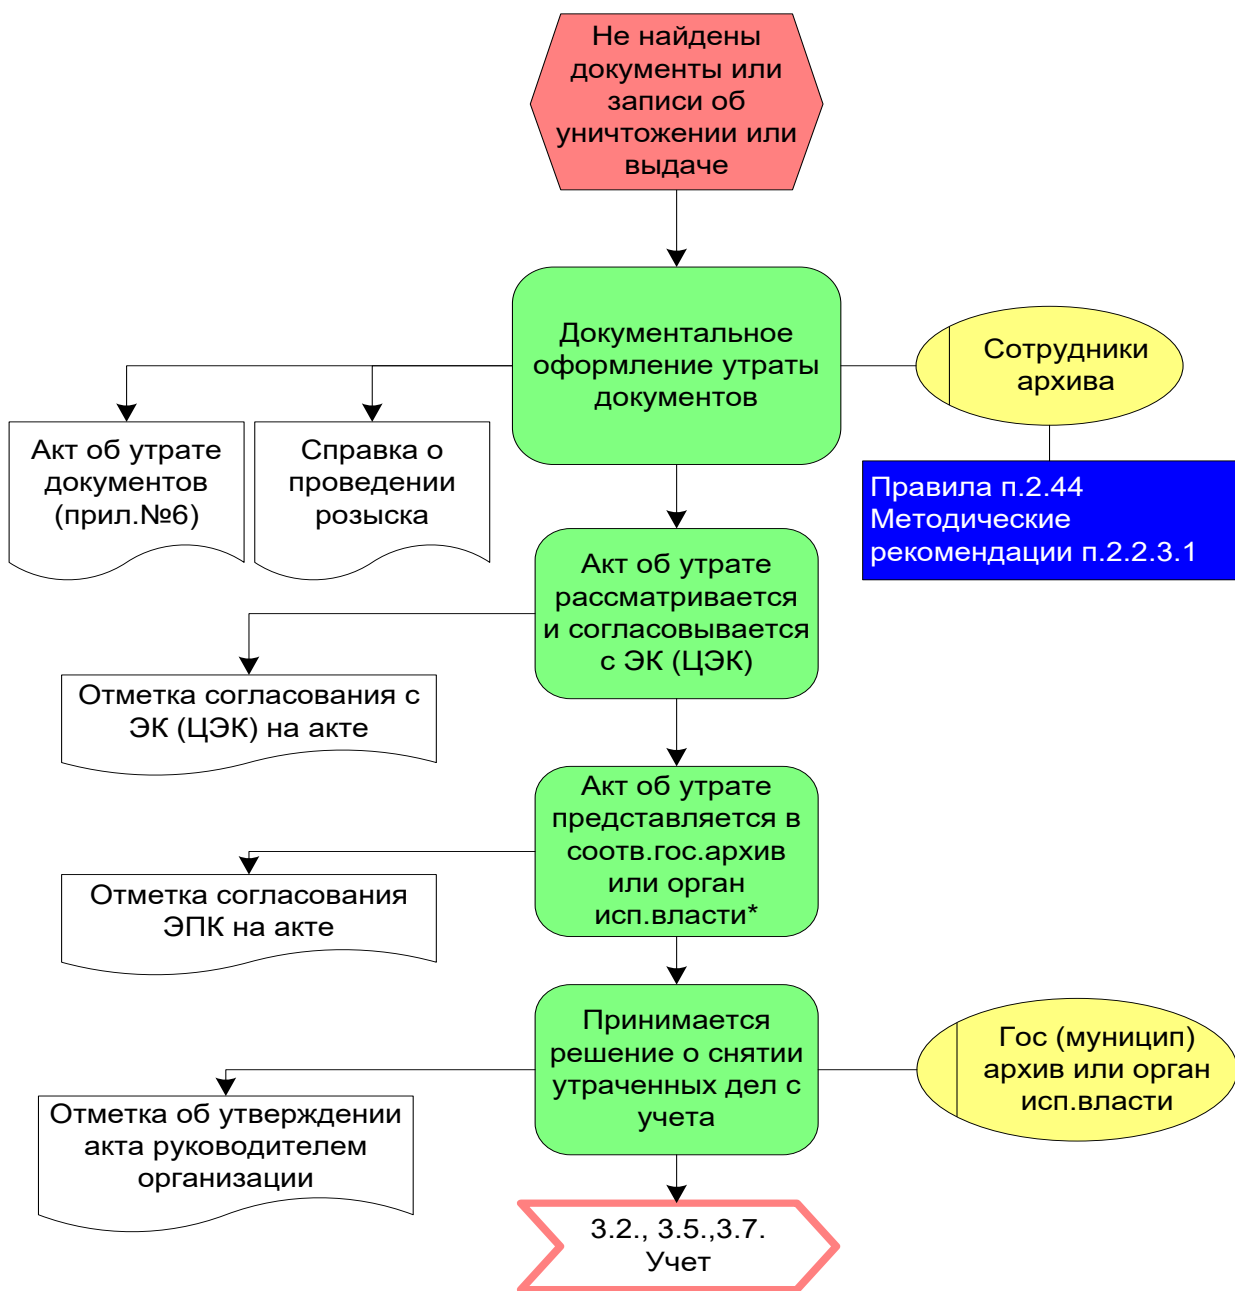 Не найдены
документы или
записи об
уничтожении или
выдаче
Документальное
оформление утраты
документов
Сотрудники
архива
Акт об утрате
документов
(прил.№6)
Справка о
проведении
розыска
Правила п.2.44
Методические
рекомендации п.2.2.3.1
Акт об утрате
рассматривается
и согласовывается
с ЭК (ЦЭК)
Отметка согласования с
ЭК (ЦЭК) на акте
Акт об утрате
представляется в
соотв.гос.архив
или орган
исп.власти*
Отметка согласования
ЭПК на акте
Принимается
решение о снятии
утраченных дел с
учета
Гос (муницип)
архив или орган
исп.власти
Отметка об утверждении
акта руководителем
организации
3.2., 3.5.,3.7.
Учет